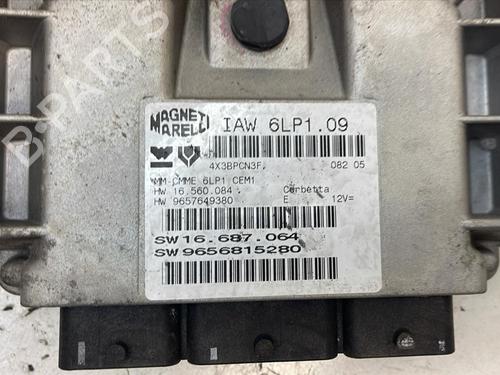 B-PARTS
MAGNETI MARELLI
IAW 6LP1.09
4X3BPCN3F. 082 05
MM-CMME 6LP1 CEM1
HW 16.560.084 Corbetta
HW 9657649380 E 12V=
SW 16.687.064
SW 9656815280